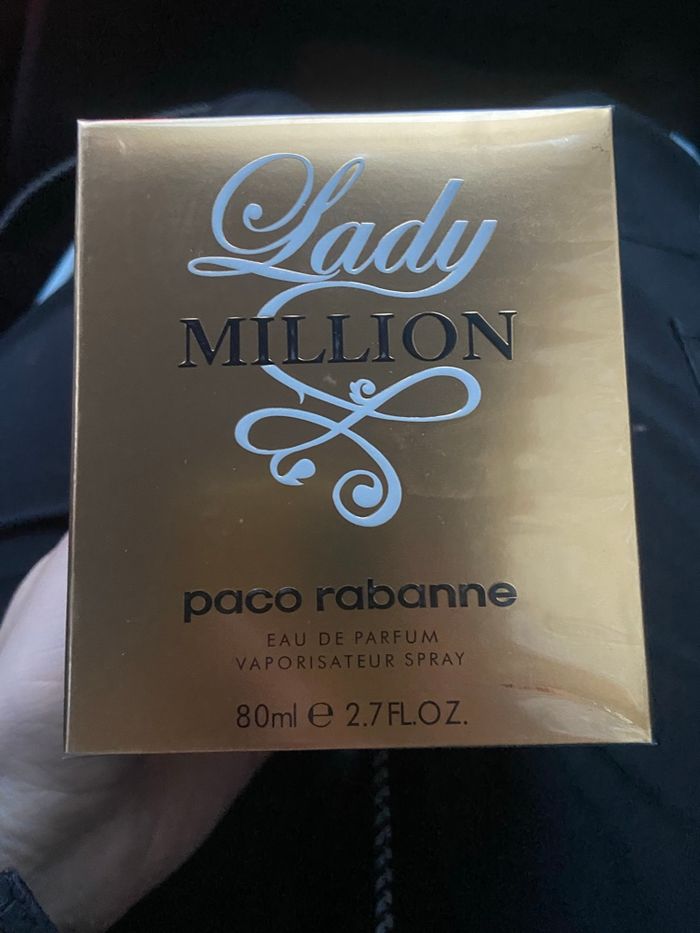 Lady
MILLION
paco rabanne
EAU DE PARFUM
VAPORISATEUR SPRAY
80ml ℮ 2.7FL.OZ.